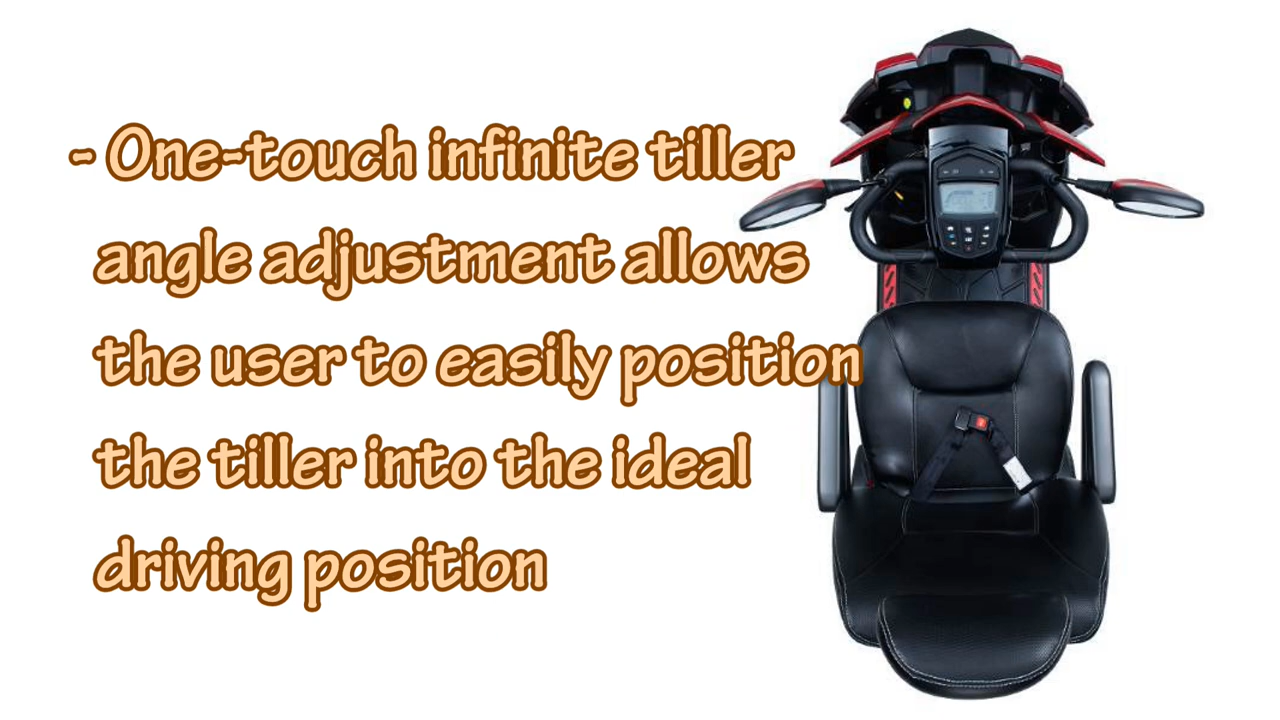 - One-touch infinite tiller
angle adjustment allows
the user to easily position
the tiller into the ideal
driving position